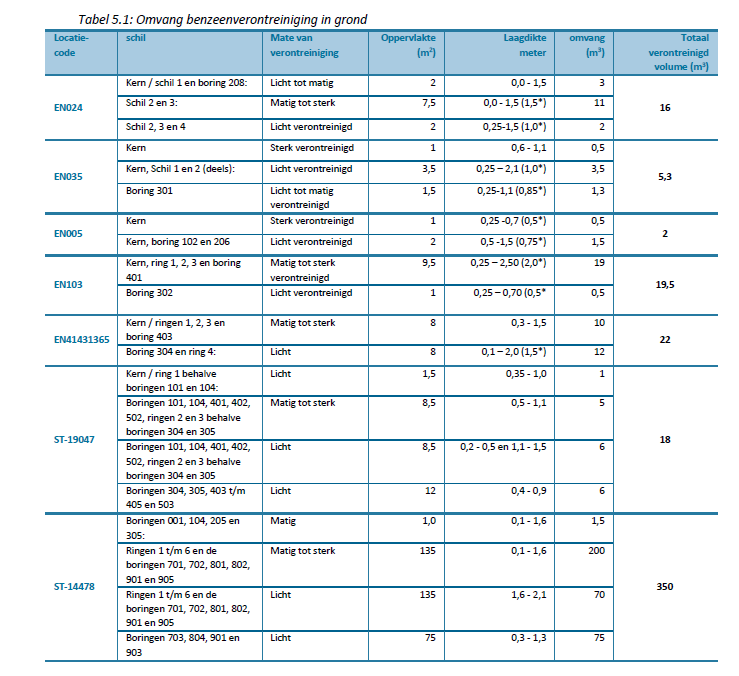 Tabel 5.1: Omvang benzeenverontreiniging in grond
Locatie- schil Mate van Oppervlakte Laagdikte omvang Totaal
code verontreiniging (m²) meter (m³) verontreinigd
volume (m³)
EN024 Kern / schil 1 en boring 208: Licht tot matig 2 0,0 - 1,5 3 16
Schil 2 en 3: Matig tot sterk 7,5 0,0 - 1,5 (1,5*) 11
Schil 2, 3 en 4 Licht verontreinigd 2 0,25-1,5 (1,0*) 2
EN035 Kern Sterk verontreinigd 1 0,6 - 1,1 0,5 5,3
Kern, Schil 1 en 2 (deels): Licht verontreinigd 3,5 0,25 – 2,1 (1,0*) 3,5
Boring 301 Licht tot matig 1,5 0,25-1,1 (0,85*) 1,3
verontreinigd
EN005 Kern Sterk verontreinigd 1 0,25 -0,7 (0,5*) 0,5 2
Kern, boring 102 en 206 Licht verontreinigd 2 0,5 -1,5 (0,75*) 1,5
EN103 Kern, ring 1, 2, 3 en boring Matig tot sterk 9,5 0,25 – 2,50 (2,0*) 19 19,5
401 verontreinigd
Boring 302 Licht verontreinigd 1 0,25 – 0,70 (0,5* 0,5
EN41431365 Kern / ringen 1, 2, 3 en Matig tot sterk 8 0,3 - 1,5 10 22
boring 403
Boring 304 en ring 4: Licht 8 0,1 – 2,0 (1,5*) 12
ST-19047 Kern / ring 1 behalve Licht 1,5 0,35 - 1,0 1 18
boringen 101 en 104:
Boringen 101, 104, 401, 402, Matig tot sterk 8,5 0,5 - 1,1 5
502, ringen 2 en 3 behalve
boringen 304 en 305
Boringen 101, 104, 401, 402, Licht 8,5 0,2 - 0,5 en 1,1 - 1,5 6
502, ringen 2 en 3 behalve
boringen 304 en 305
Boringen 304, 305, 403 t/m Licht 12 0,4 - 0,9 6
405 en 503
ST-14478 Boringen 001, 104, 205 en Matig 1,0 0,1 - 1,6 1,5 350
305:
Ringen 1 t/m 6 en de Matig tot sterk 135 0,1 - 1,6 200
boringen 701, 702, 801, 802,
901 en 905
Ringen 1 t/m 6 en de Licht 135 1,6 - 2,1 70
boringen 701, 702, 801, 802,
901 en 905
Boringen 703, 804, 901 en Licht 75 0,3 - 1,3 75
903